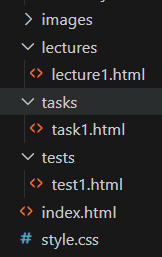 images
lectures
lecture1.html
tasks
task1.html
tests
test1.html
index.html
style.css